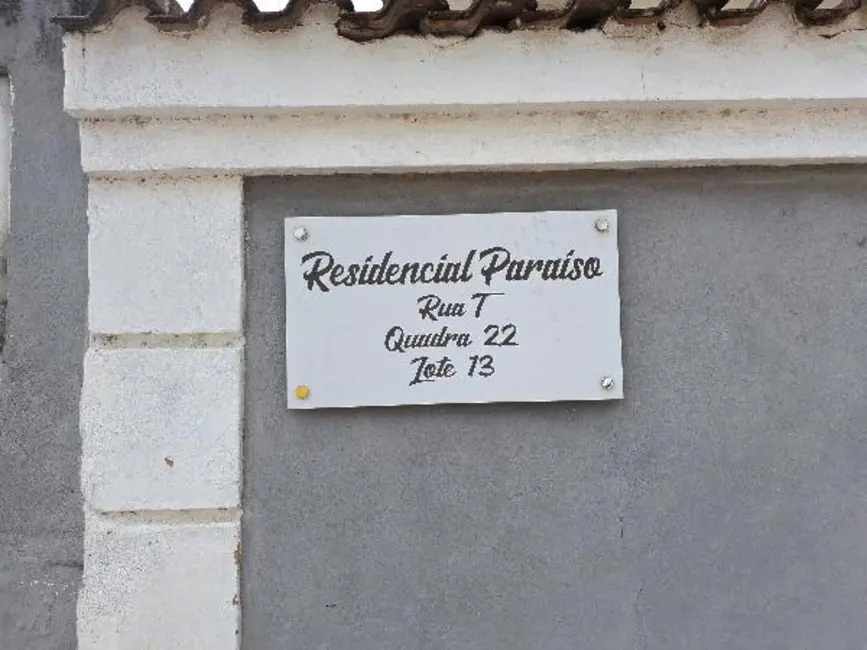 Residencial Paraíso
Rua T
Quadra 22
Lote 13